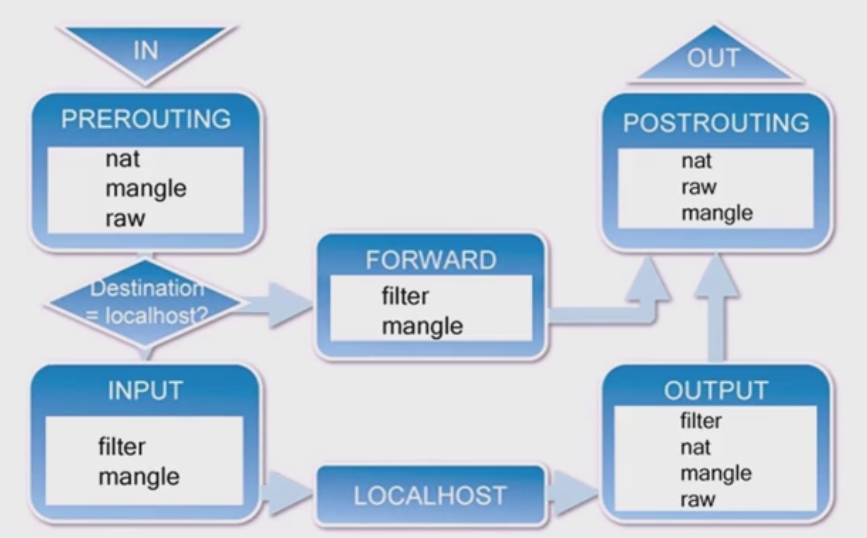 IN
PREROUTING
nat
mangle
raw
Destination
= localhost?
INPUT
filter
mangle
FORWARD
filter
mangle
LOCALHOST
OUT
POSTROUTING
nat
raw
mangle
OUTPUT
filter
nat
mangle
raw